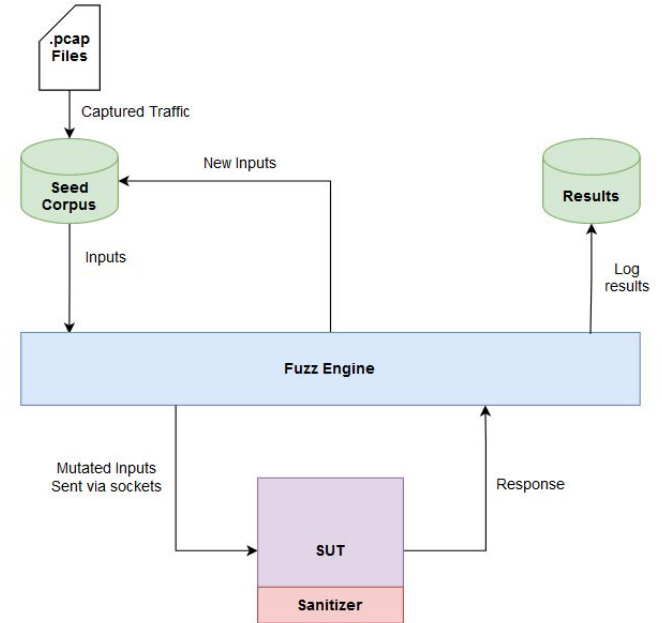 .pcap
Files
Captured Traffic
New Inputs
Seed
Corpus
Results
Inputs
Log
results
Fuzz Engine
Mutated Inputs
Sent via sockets
Response
SUT
Sanitizer